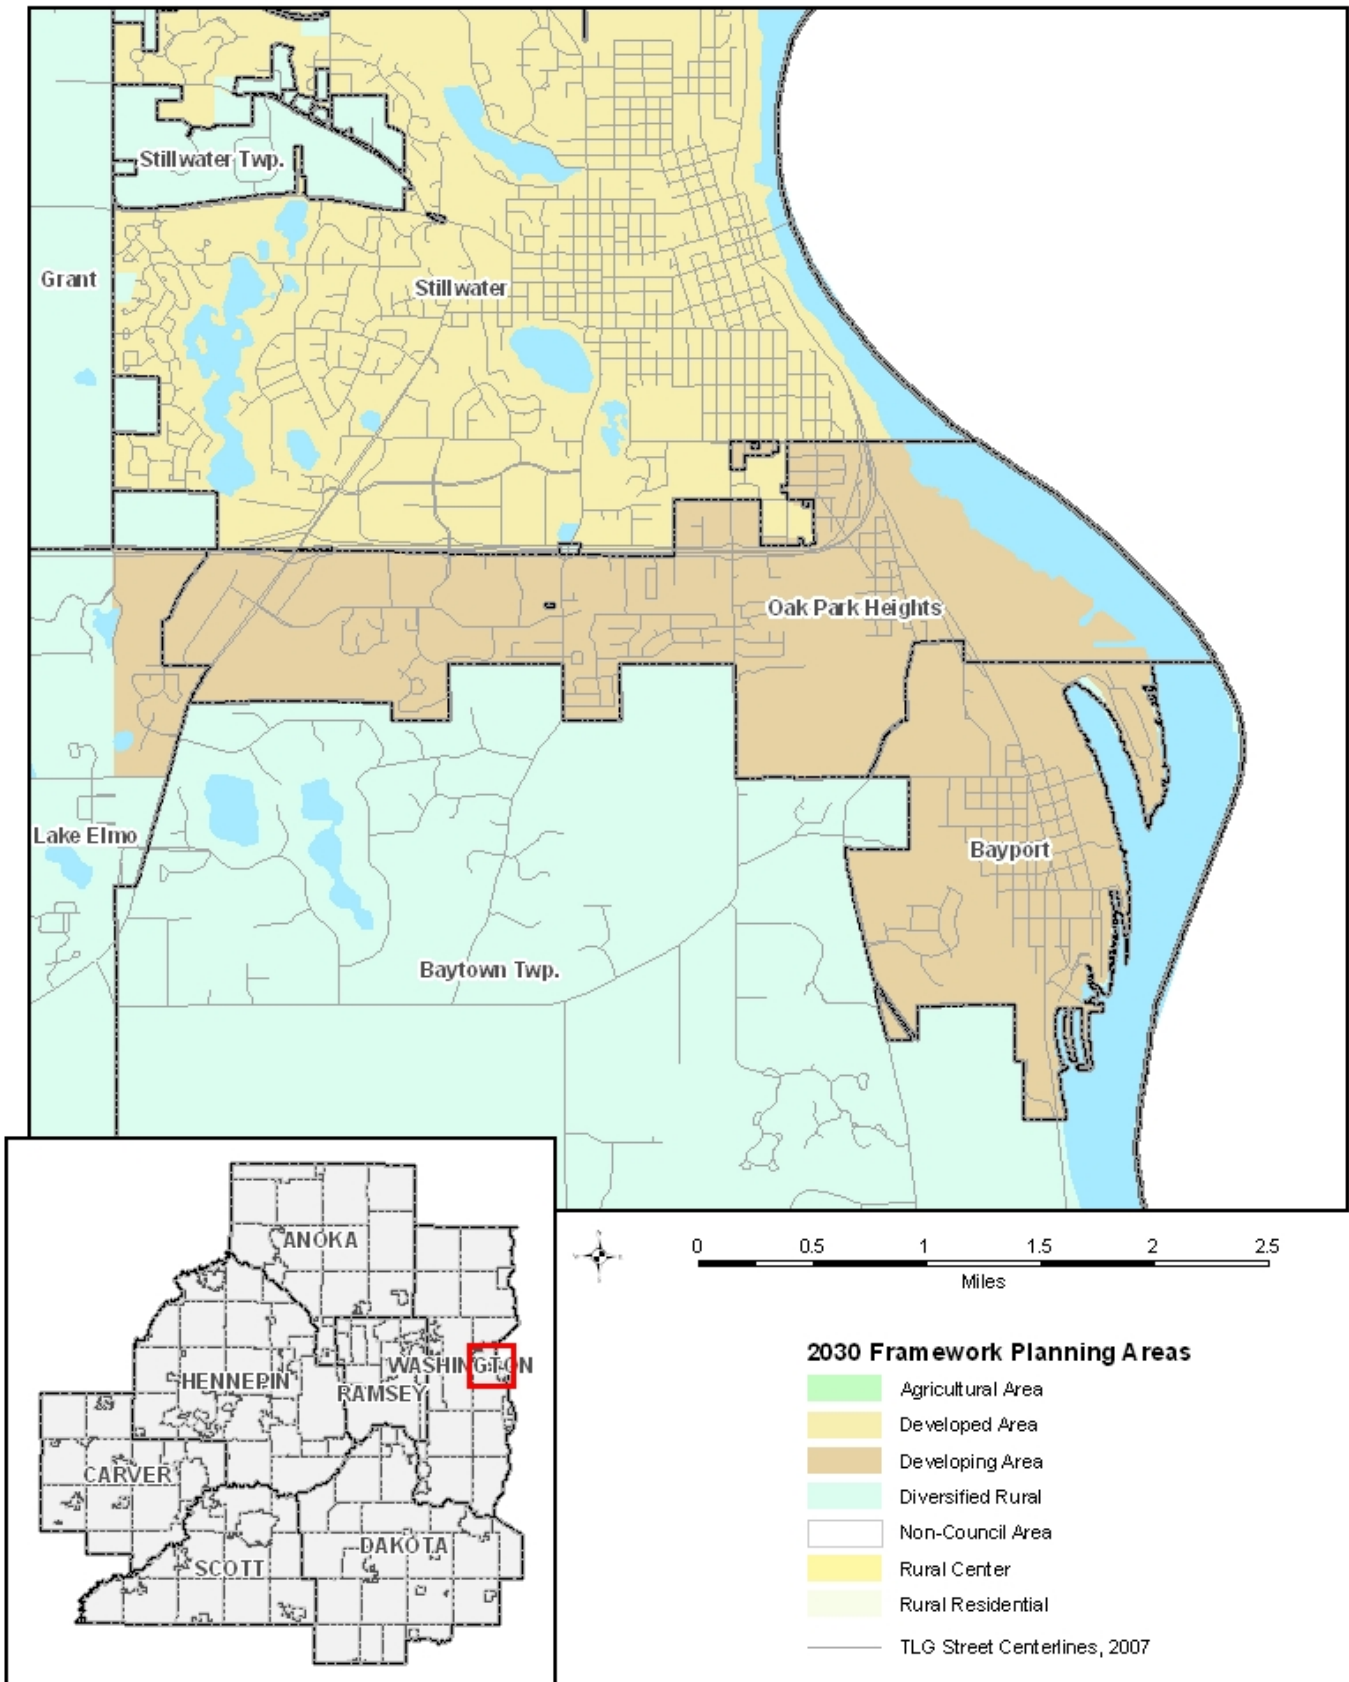 Stillwater Twp.
Grant
Stillwater
Oak Park Heights
Lake Elmo
Bayport
Baytown Twp.
ANOKA
WASHINGTON
HENNEPIN
RAMSEY
CARVER
DAKOTA
SCOTT
0 0.5 1 1.5 2 2.5
Miles
2030 Framework Planning Areas
Agricultural Area
Developed Area
Developing Area
Diversified Rural
Non-Council Area
Rural Center
Rural Residential
TLG Street Centerlines, 2007